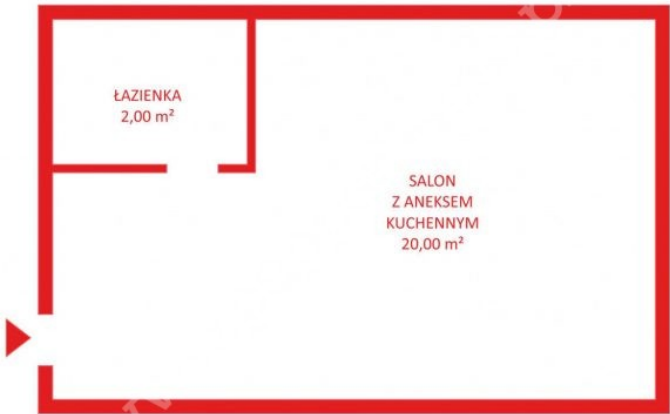 ŁAZIENKA
2,00 m²
SALON
Z ANEKSEM
KUCHENNYM
20,00 m²